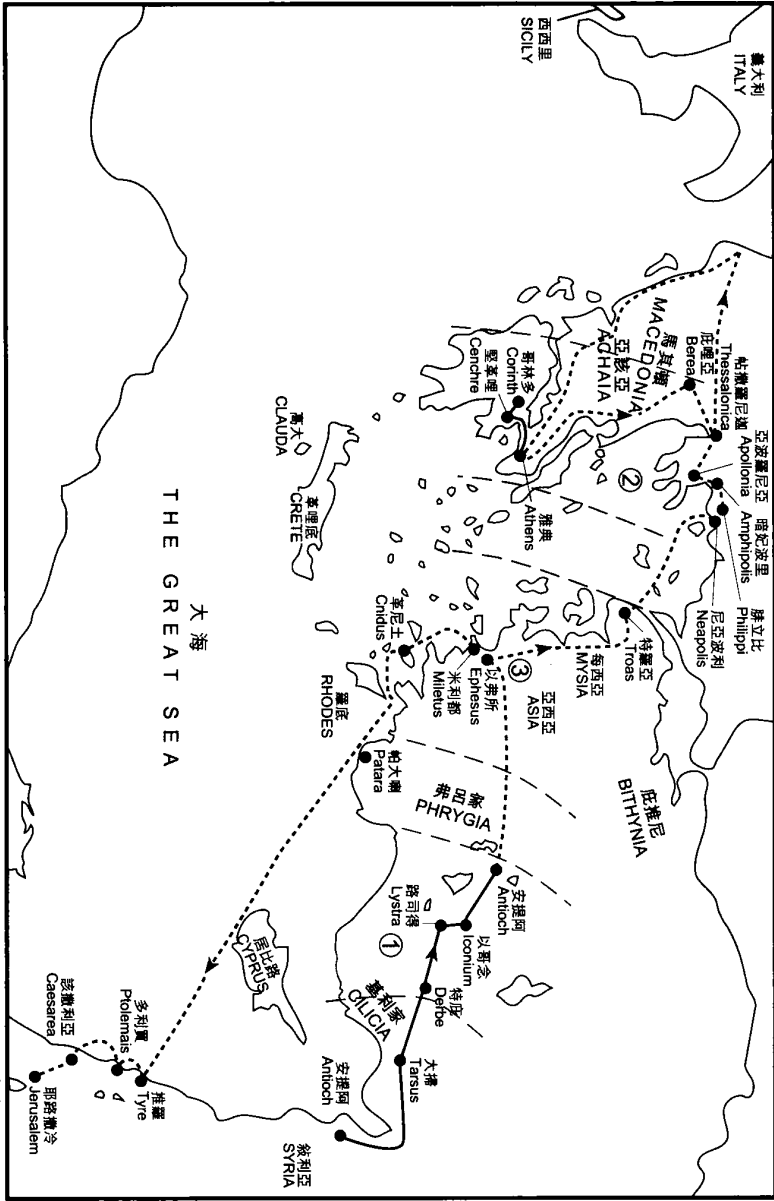 義大利
ITALY
西西里
SICILY
帖撒羅尼迦
Thessalonica
庇哩亞
Berea
馬其頓
MACEDONIA
亞該亞
ACHAIA
哥林多
Corinth
堅革哩
Cenchre
亞波羅尼亞
Apollonia
暗妃波里
Amphipolis
腓立比
Philippi
尼亞波利
Neapolis
②
雅典
Athens
高大
CLAUDA
革哩底
CRETE
特羅亞
Troas
每西亞
MYSIA
庇推尼
BITHYNIA
亞西亞
ASIA
③
以弗所
Ephesus
米利都
Miletus
革尼土
Cnidus
羅底
RHODES
帕大喇
Patara
弗呂家
PHRYGIA
大海
THE GREAT SEA
安提阿
Antioch
以哥念
Iconium
路司得
Lystra
①
特庇
Derbe
基利家
CILICIA
大掃
Tarsus
居比路
CYPRUS
安提阿
Antioch
敍利亞
SYRIA
推羅
Tyre
多利買
Ptolemais
該撒利亞
Caesarea
耶路撒冷
Jerusalem